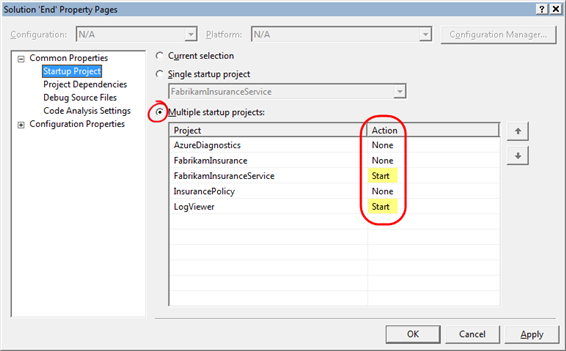 Solution 'End' Property Pages
Configuration: N/A Platform: N/A Configuration Manager...
Common Properties
Startup Project
Project Dependencies
Debug Source Files
Code Analysis Settings
Configuration Properties
Current selection
Single startup project
FabrikamInsuranceService
Multiple startup projects:
Project Action
AzureDiagnostics None
FabrikamInsurance None
FabrikamInsuranceService Start
InsurancePolicy None
LogViewer Start
OK Cancel Apply